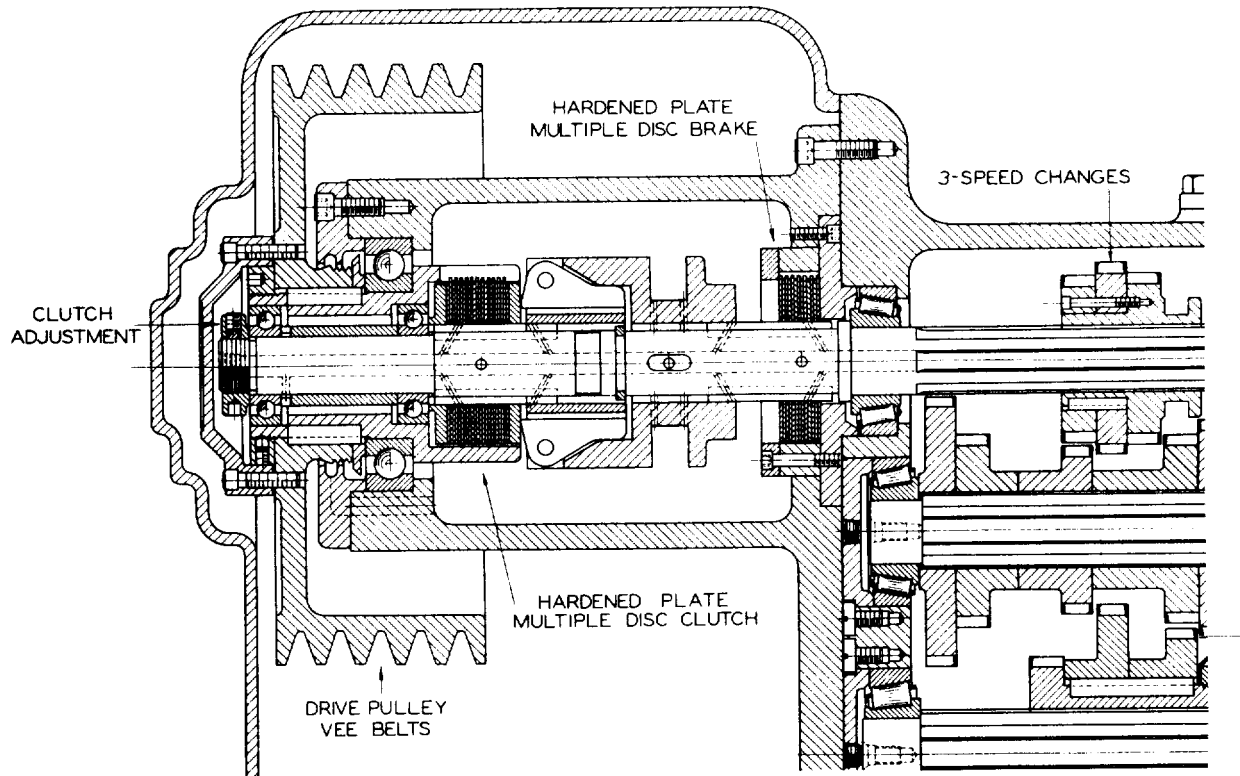 HARDENED PLATE
MULTIPLE DISC BRAKE
3-SPEED CHANGES
CLUTCH
ADJUSTMENT
HARDENED PLATE
MULTIPLE DISC CLUTCH
DRIVE PULLEY
VEE BELTS